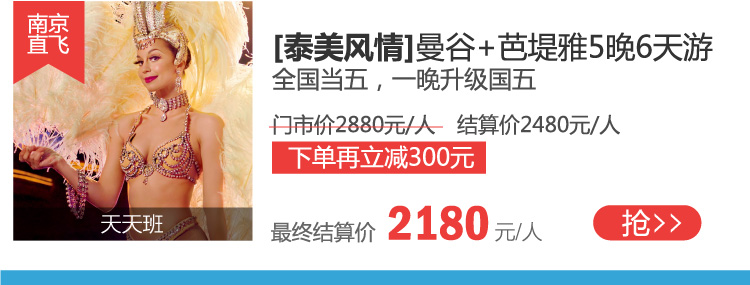 南京
直飞
[泰美风情]曼谷+芭堤雅5晚6天游
全国当五，一晚升级国五
门市价2880元/人 结算价2480元/人
下单再立减300元
天天班
最终结算价 2180 元/人
抢>>